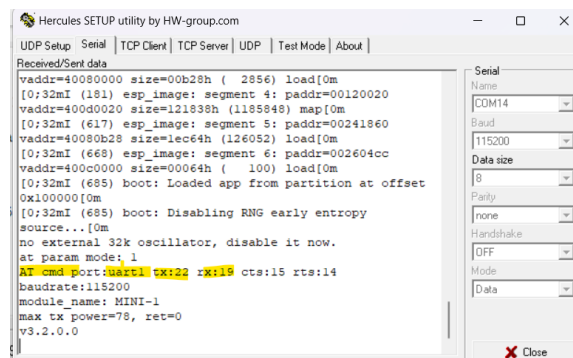 Hercules SETUP utility by HW-group.com
UDP Setup Serial TCP Client TCP Server UDP Test Mode About
Received/Sent data
vaddr=40080000 size=00b28h (  2856) load[0m
[0;32mI (181) esp_image: segment 4: paddr=00120020
vaddr=400d0020 size=121838h (1185848) map[0m
[0;32mI (617) esp_image: segment 5: paddr=00241860
vaddr=40080b28 size=1ec64h (126052) load[0m
[0;32mI (668) esp_image: segment 6: paddr=002604cc
vaddr=400c0000 size=00064h (   100) load[0m
[0;32mI (685) boot: Loaded app from partition at offset
0x100000[0m
[0;32mI (685) boot: Disabling RNG early entropy
source...[0m
no external 32k oscillator, disable it now.
at param mode: 1
AT cmd port:uart1 tx:22 rx:19 cts:15 rts:14
baudrate:115200
module_name: MINI-1
max tx power=78, ret=0
v3.2.0.0
Serial
Name
COM14
Baud
115200
Data size
8
Parity
none
Handshake
OFF
Mode
Data
Close